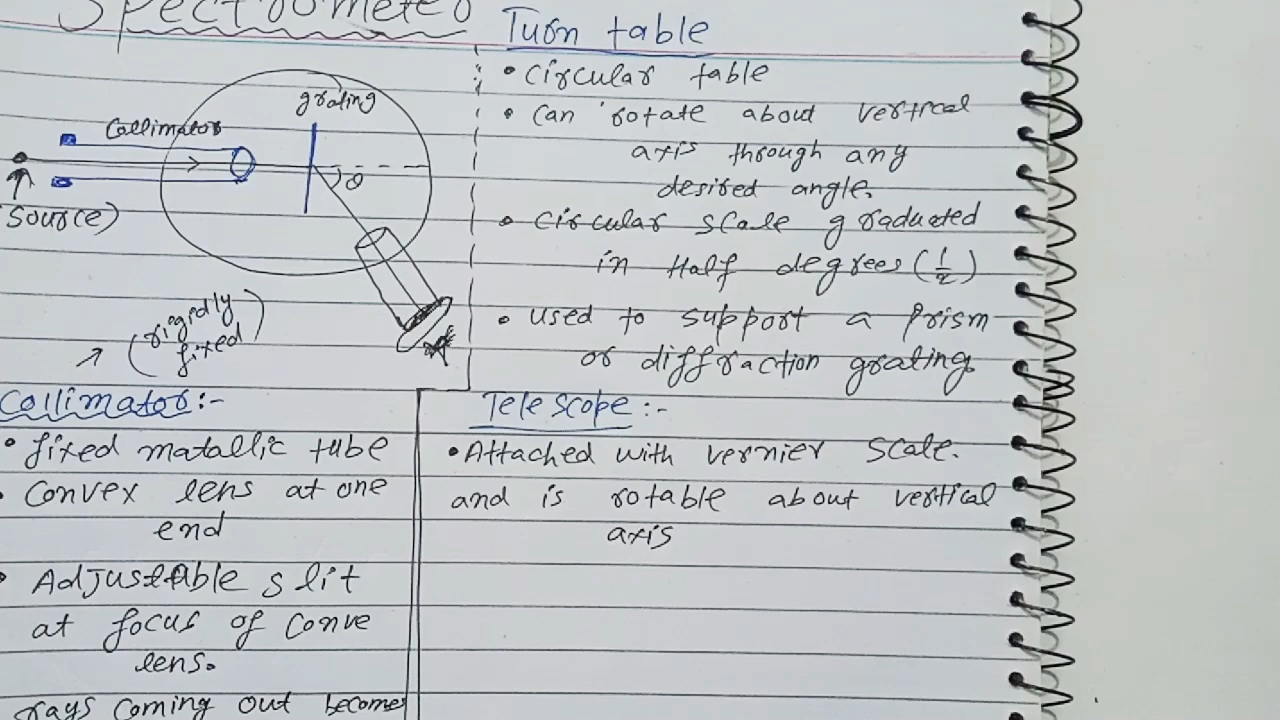 Spectrometer
grating
Collimator
θ
(Source)
(ringedly
fixed)
Turn table
• Circular table
• Can rotate about vertical
axis through any
desired angle.
• Circular scale graduated
in Half degrees (1/2)
• used to support a Prism
or diffraction grating.
Collimator:-
• fixed matallic tube
• Convex lens at one
end
• Adjustable slit
at focus of Conve
lens.
rays coming out becomes
Telescope:-
• Attached with vernier scale.
and is rotable about vertical
axis